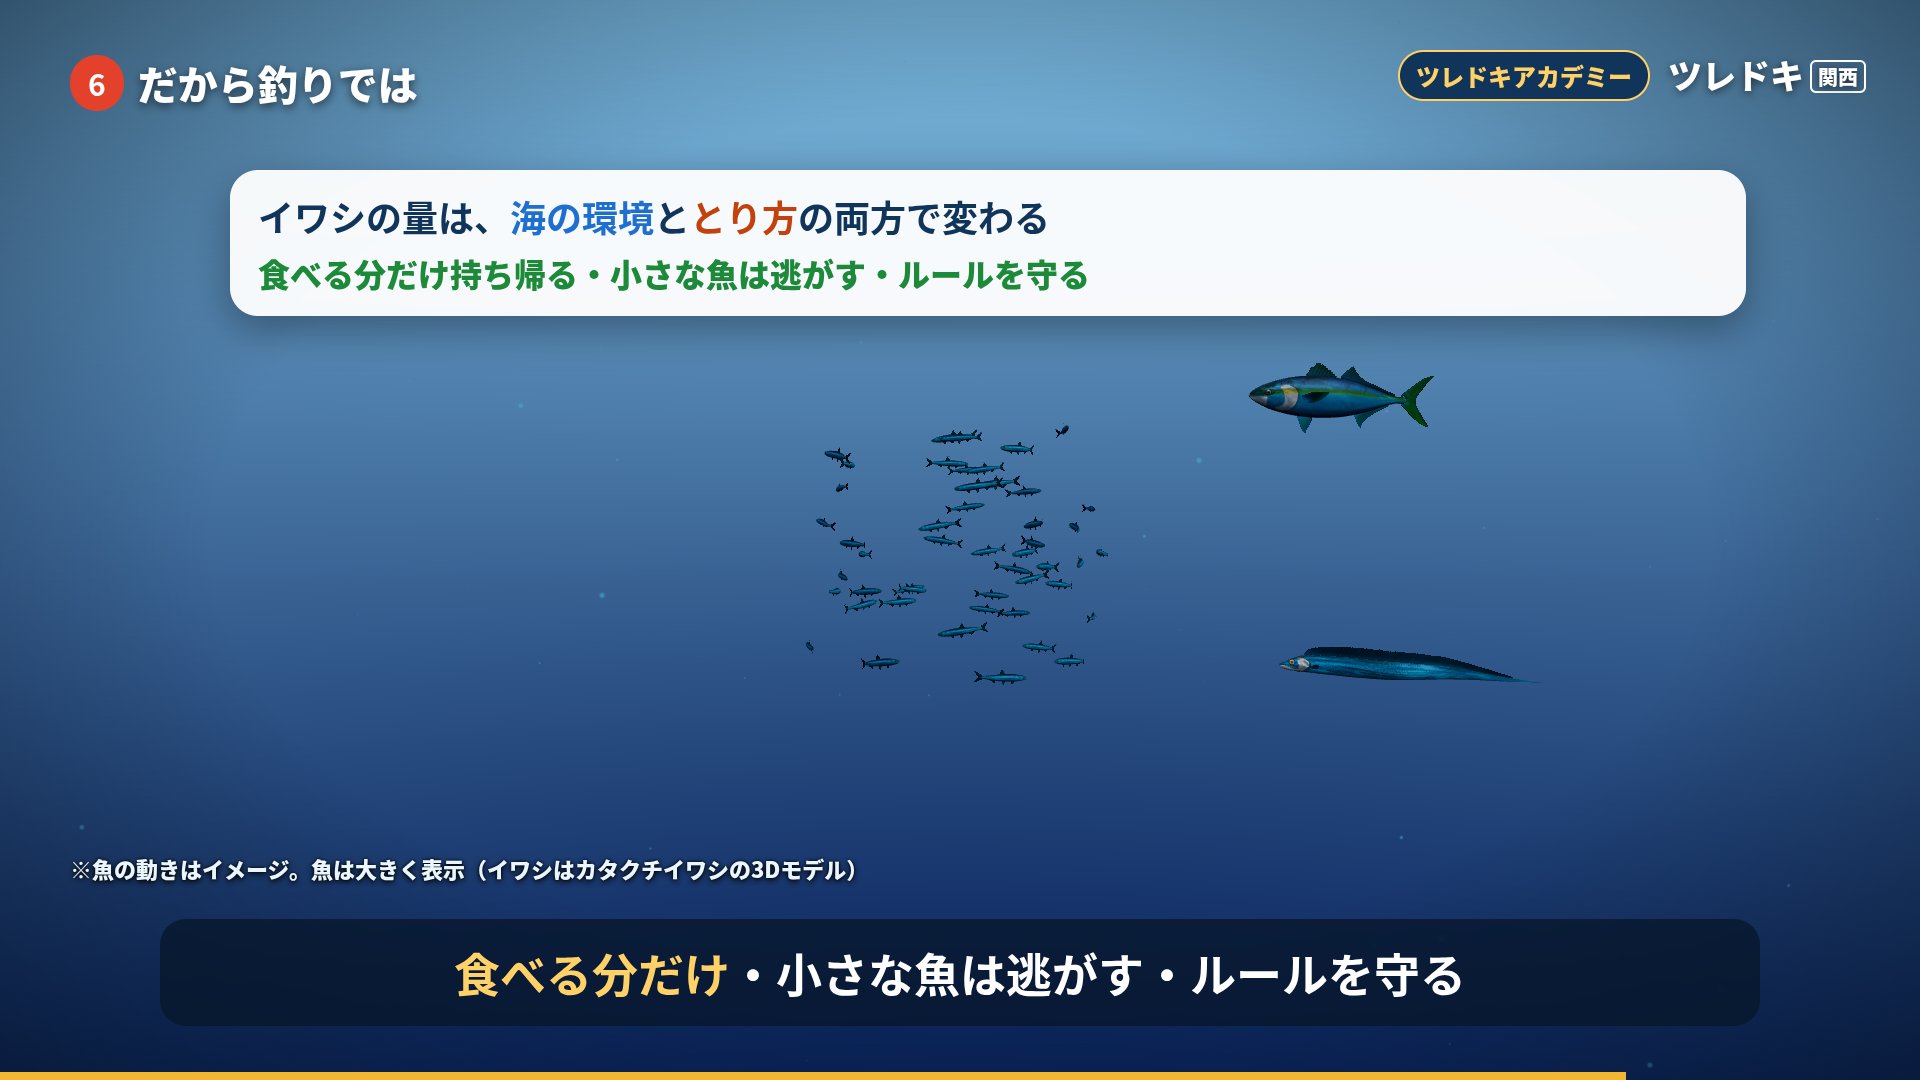 6 だから釣りでは
ツレドキアカデミー ツレドキ 関西
イワシの量は、海の環境ととり方の両方で変わる
食べる分だけ持ち帰る・小さな魚は逃がす・ルールを守る
※魚の動きはイメージ。魚は大きく表示（イワシはカタクチイワシの3Dモデル）
食べる分だけ・小さな魚は逃がす・ルールを守る